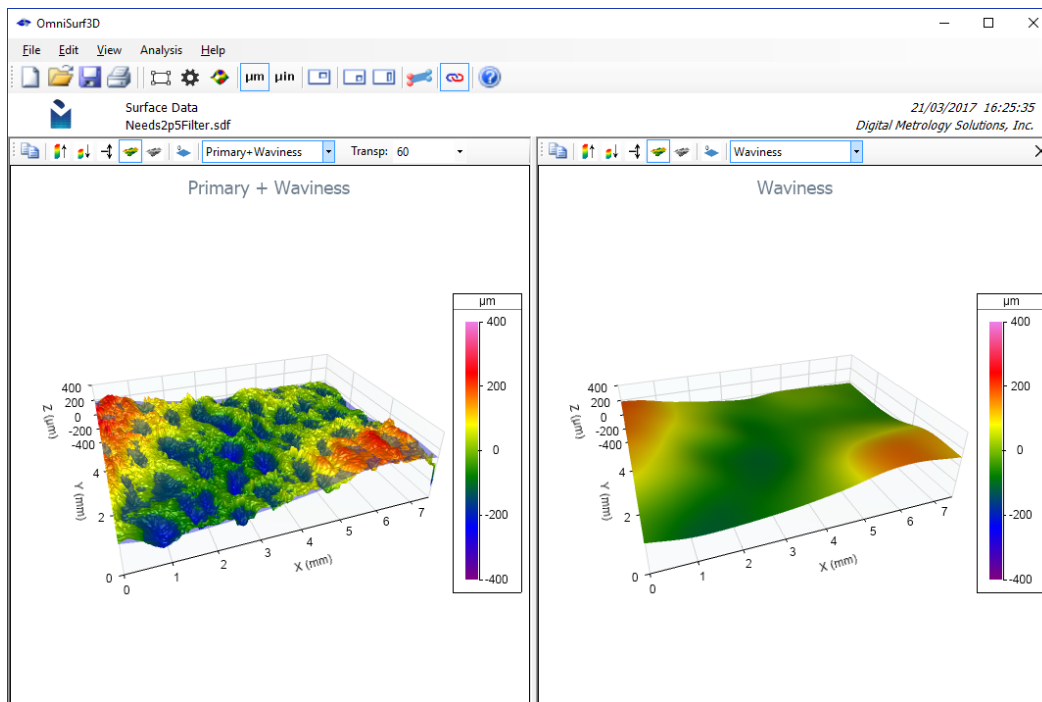 OmniSurf3D
File Edit View Analysis Help
µm µin
Surface Data
Needs2p5Filter.sdf
21/03/2017 16:25:35
Digital Metrology Solutions, Inc.
Primary+Waviness Transp: 60
Primary + Waviness
µm
400
200
0
-200
-400
400
200
0
-200
-400
Z (µm)
4
2
0
Y (mm)
0 1 2 3 4 5 6 7
X (mm)
Waviness
Waviness
µm
400
200
0
-200
-400
400
200
0
-200
-400
Z (µm)
4
2
0
Y (mm)
0 1 2 3 4 5 6 7
X (mm)